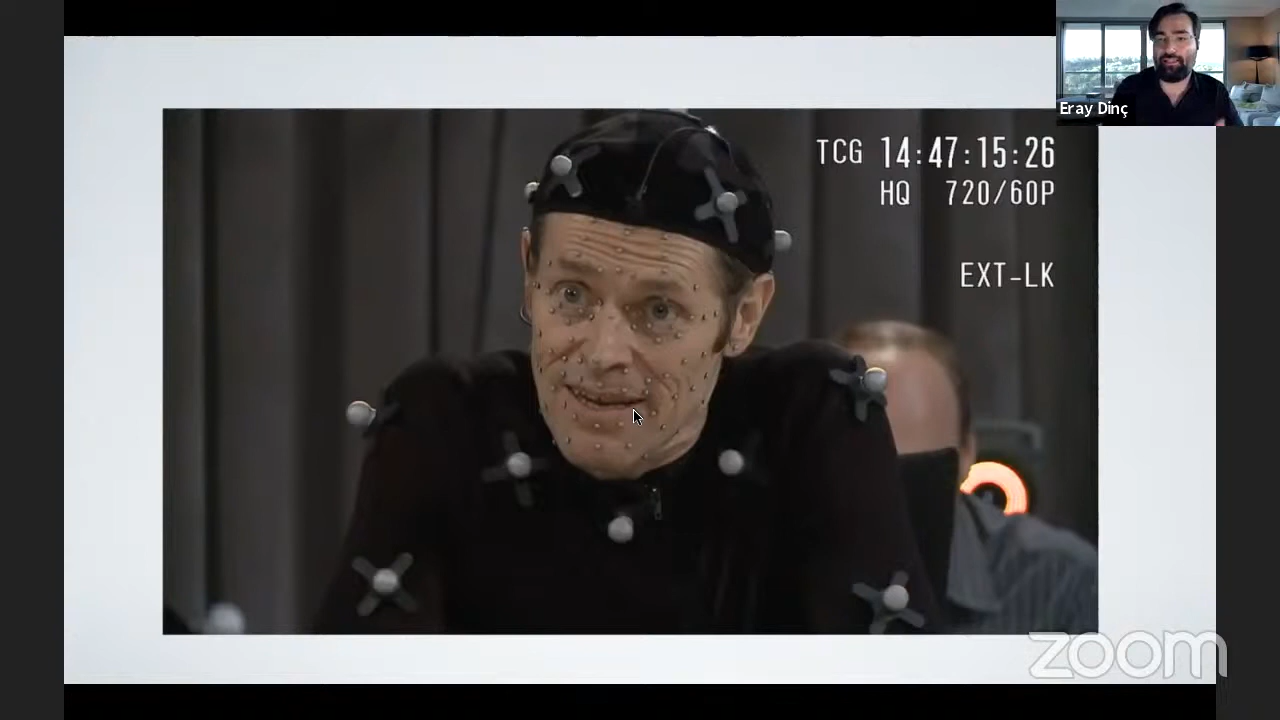 Eray Dinç
TCG 14:47:15:26
HQ 720/60P
EXT-LK
zoom